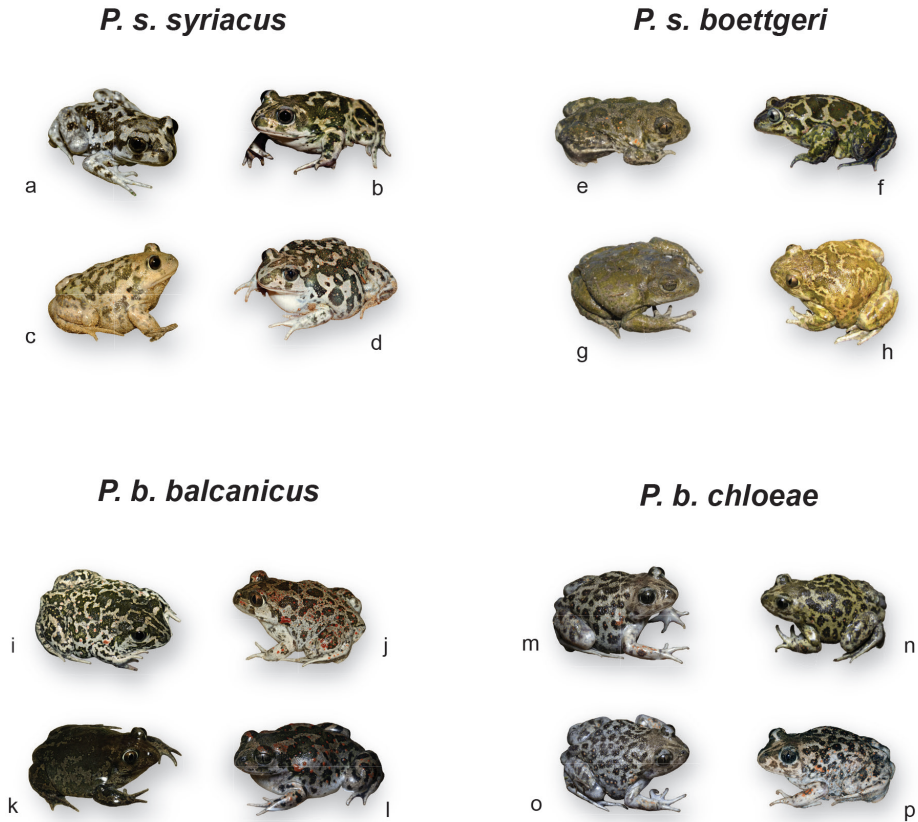 P. s. syriacus
P. s. boettgeri
a
b
e
f
c
d
g
h
P. b. balcanicus
P. b. chloeae
i
j
m
n
k
l
o
p